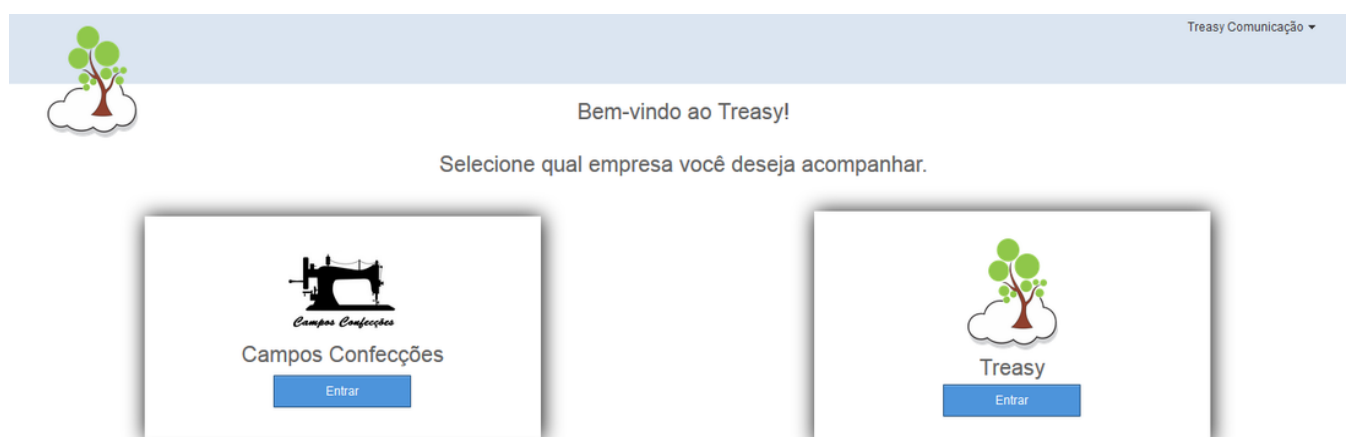 Treasy Comunicação
Bem-vindo ao Treasy!
Selecione qual empresa você deseja acompanhar.
Campos Confecções
Campos Confecções
Entrar
Treasy
Entrar